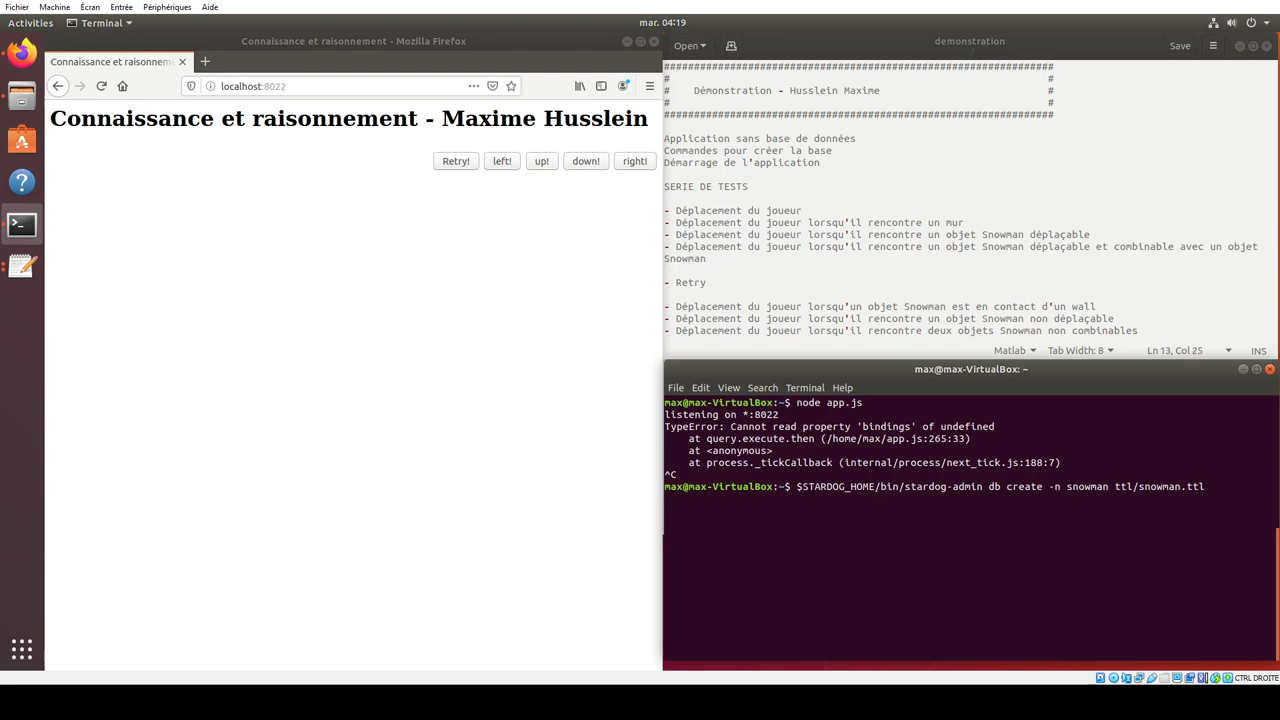 Fichier Machine Écran Entrée Périphériques Aide
Activities Terminal mar. 04:19
Connaissance et raisonnement - Mozilla Firefox
Connaissance et raisonnem
localhost:8022
Connaissance et raisonnement - Maxime Husslein
Retry! left! up! down! right!
Open demonstration Save
#################################################################
# #
# Démonstration - Husslein Maxime #
# #
#################################################################
Application sans base de données
Commandes pour créer la base
Démarrage de l'application
SERIE DE TESTS
- Déplacement du joueur
- Déplacement du joueur lorsqu'il rencontre un mur
- Déplacement du joueur lorsqu'il rencontre un objet Snowman déplaçable
- Déplacement du joueur lorsqu'il rencontre un objet Snowman déplaçable et combinable avec un objet
Snowman
- Retry
- Déplacement du joueur lorsqu'un objet Snowman est en contact d'un wall
- Déplacement du joueur lorsqu'il rencontre un objet Snowman non déplaçable
- Déplacement du joueur lorsqu'il rencontre deux objets Snowman non combinables
Matlab Tab Width: 8 Ln 13, Col 25 INS
max@max-VirtualBox: ~
File Edit View Search Terminal Help
max@max-VirtualBox:~$ node app.js
listening on *:8022
TypeError: Cannot read property 'bindings' of undefined
at query.execute.then (/home/max/app.js:265:33)
at <anonymous>
at process._tickCallback (internal/process/next_tick.js:188:7)
^C
max@max-VirtualBox:~$ $STARDOG_HOME/bin/stardog-admin db create -n snowman ttl/snowman.ttl
CTRL DROITE